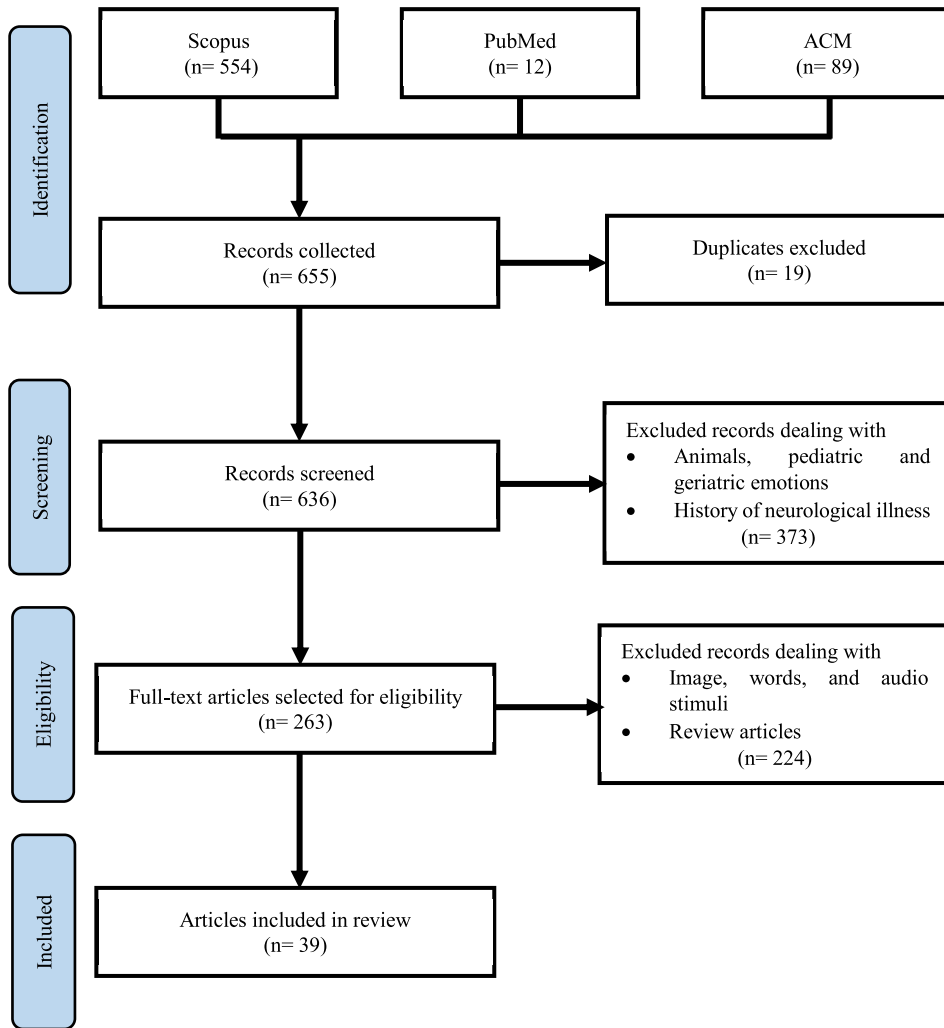 Identification
Scopus
(n= 554)
PubMed
(n= 12)
ACM
(n= 89)
Records collected
(n= 655)
Duplicates excluded
(n= 19)
Screening
Records screened
(n= 636)
Excluded records dealing with
• Animals, pediatric and
geriatric emotions
• History of neurological illness
(n= 373)
Eligibility
Full-text articles selected for eligibility
(n= 263)
Excluded records dealing with
• Image, words, and audio
stimuli
• Review articles
(n= 224)
Included
Articles included in review
(n= 39)